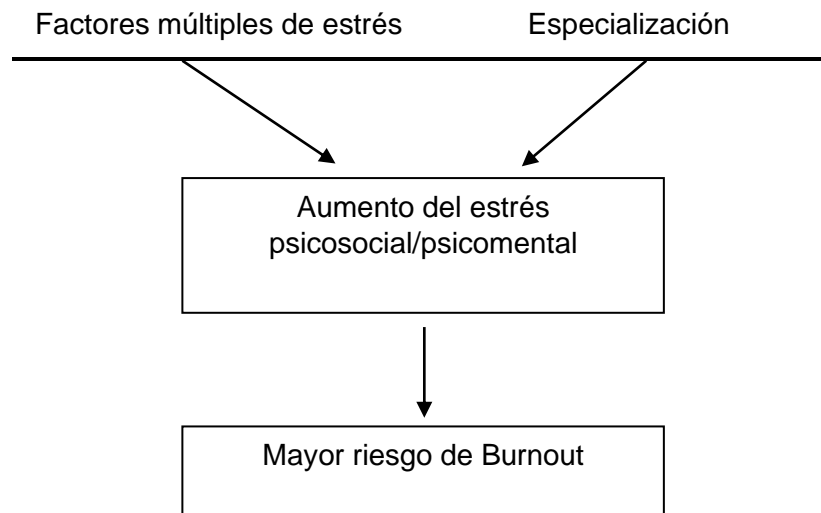 Factores múltiples de estrés Especialización
Aumento del estrés
psicosocial/psicomental
Mayor riesgo de Burnout